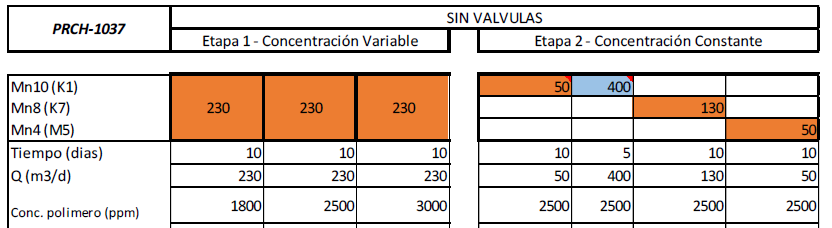 SIN VALVULAS
PRCH-1037
Etapa 1 - Concentración Variable Etapa 2 - Concentración Constante
Mn10 (K1) 50 400
Mn8 (K7) 230 230 230 130
Mn4 (M5) 50
Tiempo (dias) 10 10 10 10 5 10 10
Q (m3/d) 230 230 230 50 400 130 50
Conc. polimero (ppm) 1800 2500 3000 2500 2500 2500 2500